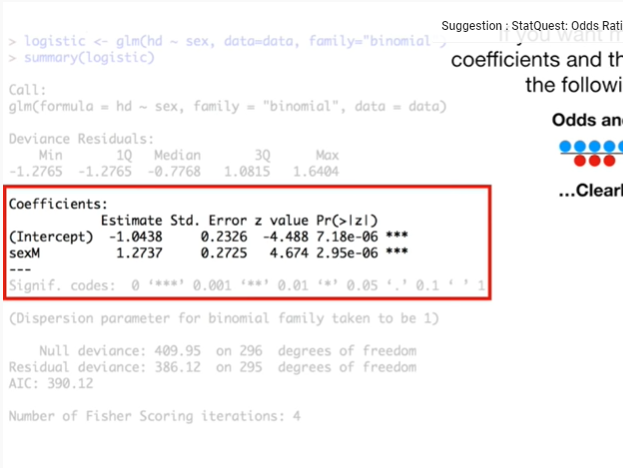 Suggestion ; StatQuest: Odds Rati
If you want m
coefficients and th
the followi
Odds an
...Clearl
> logistic <- glm(hd ~ sex, data=data, family="binomial")
> summary(logistic)
Call:
glm(formula = hd ~ sex, family = "binomial", data = data)
Deviance Residuals:
Min 1Q Median 3Q Max
-1.2765 -1.2765 -0.7768 1.0815 1.6404
Coefficients:
Estimate Std. Error z value Pr(>|z|)
(Intercept) -1.0438 0.2326 -4.488 7.18e-06 ***
sexM 1.2737 0.2725 4.674 2.95e-06 ***
---
Signif. codes: 0 ‘***’ 0.001 ‘**’ 0.01 ‘*’ 0.05 ‘.’ 0.1 ‘ ’ 1
(Dispersion parameter for binomial family taken to be 1)
Null deviance: 409.95 on 296 degrees of freedom
Residual deviance: 386.12 on 295 degrees of freedom
AIC: 390.12
Number of Fisher Scoring iterations: 4